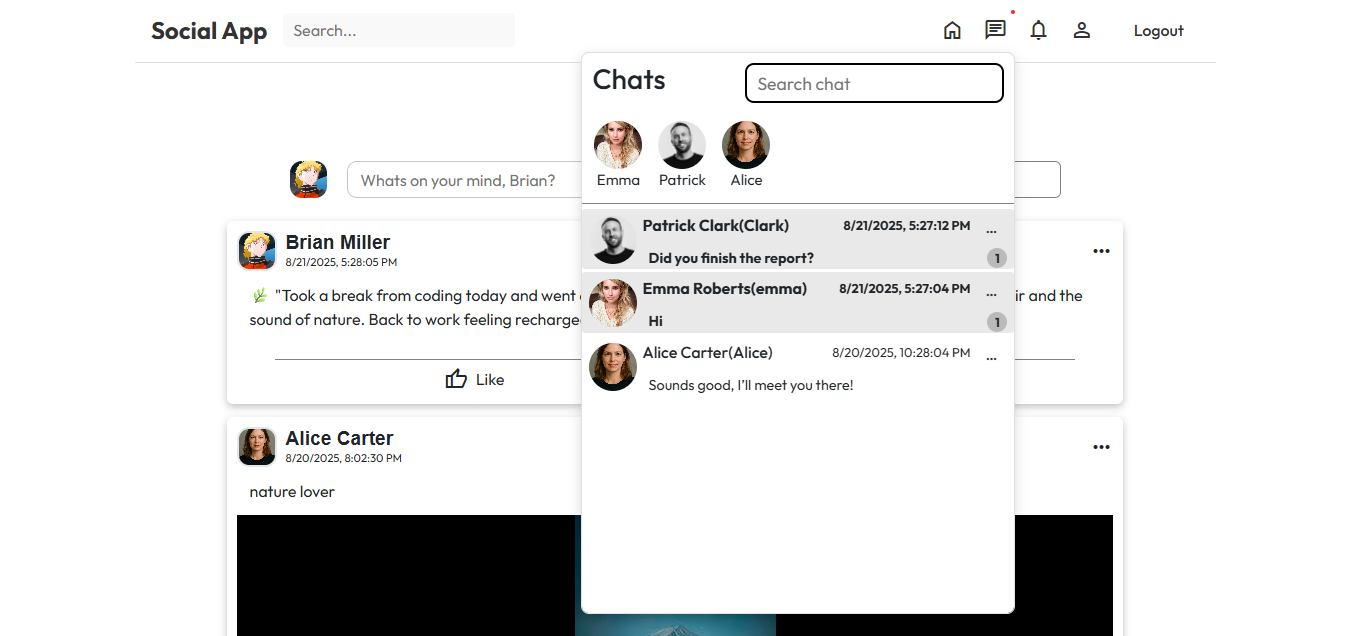 Social App
Search...
Logout
Chats
Search chat
Emma
Patrick
Alice
Whats on your mind, Brian?
Patrick Clark(Clark)
8/21/2025, 5:27:12 PM
...
Did you finish the report?
1
Emma Roberts(emma)
8/21/2025, 5:27:04 PM
...
Hi
1
Alice Carter(Alice)
8/20/2025, 10:28:04 PM
...
Sounds good, I’ll meet you there!
Brian Miller
8/21/2025, 5:28:05 PM
🌿 "Took a break from coding today and went ir and the
sound of nature. Back to work feeling recharge
Like
Alice Carter
8/20/2025, 8:02:30 PM
nature lover